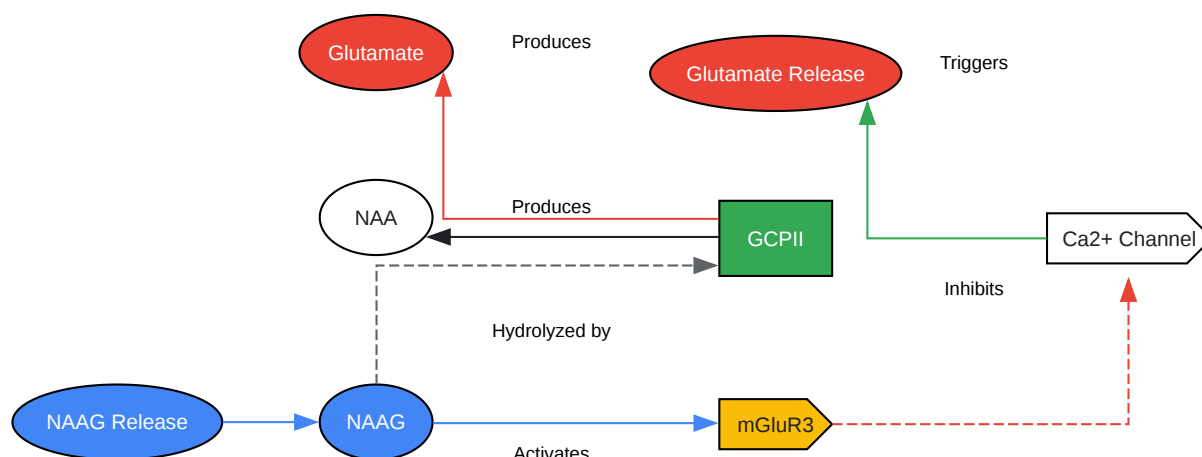 Glutamate
Produces
Glutamate Release
Triggers
NAA
Produces
GCPII
Ca2+ Channel
Inhibits
Hydrolyzed by
NAAG Release
NAAG
mGluR3
Activates